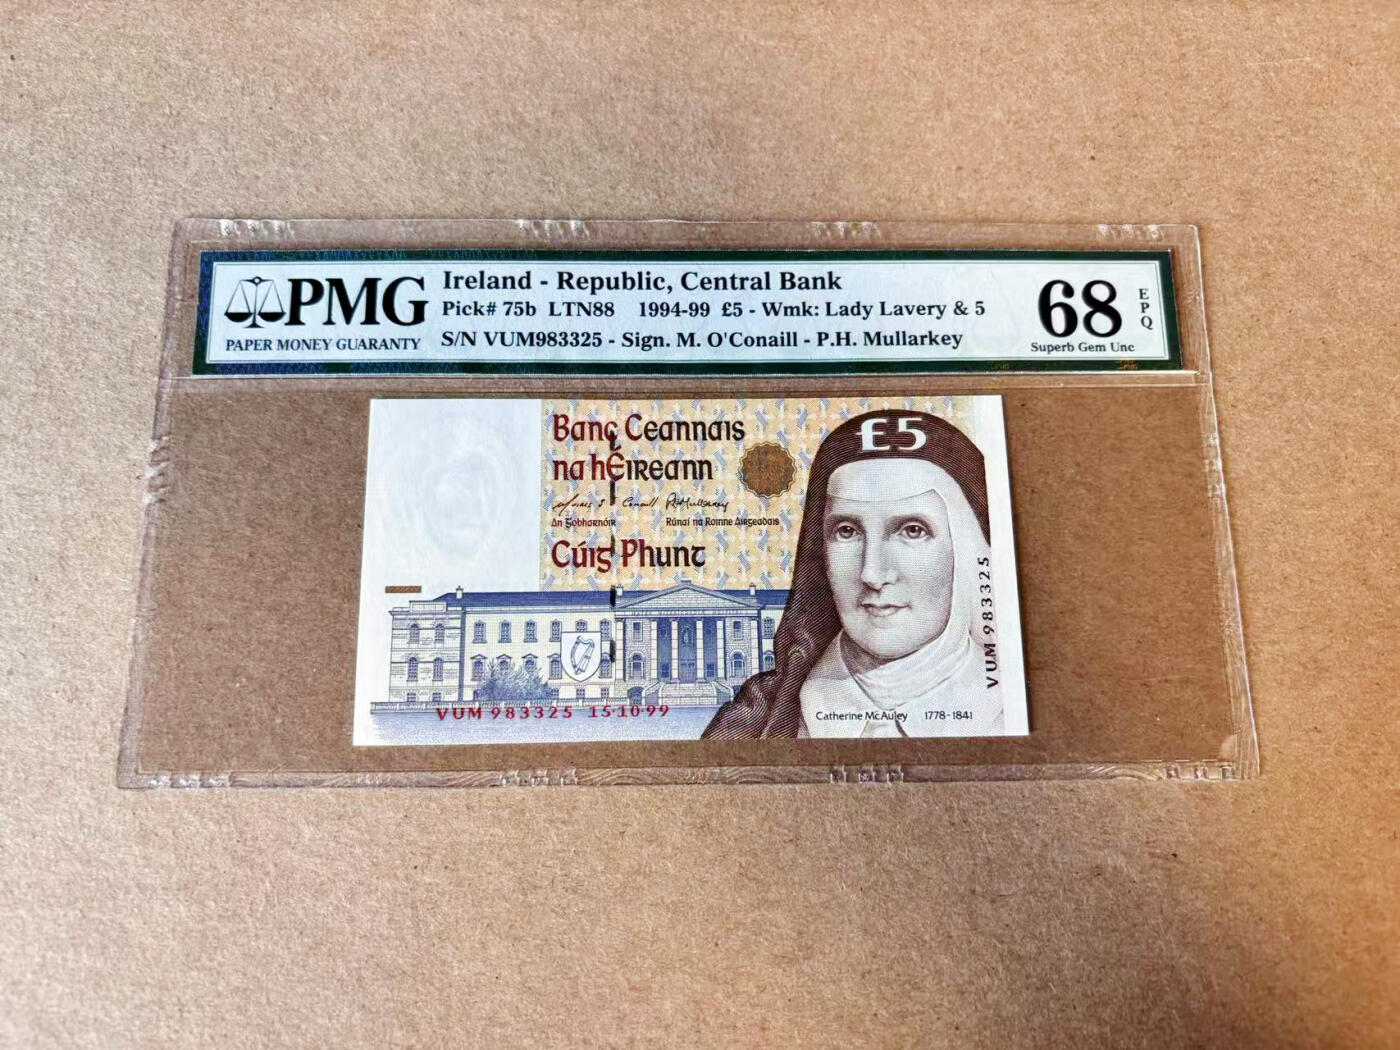 PMG
PAPER MONEY GUARANTY
Ireland - Republic, Central Bank
Pick# 75b LTN88 1994-99 £5 - Wmk: Lady Lavery & 5
S/N VUM983325 - Sign. M. O'Conaill - P.H. Mullarkey
68
Superb Gem Unc
EPQ
Banc Ceannais
na hÉireann
An Gobharnóir
Rúnaí na Roinne Airgeadais
Cúig Phunt
£5
VUM 983325
VUM 983325 15·10·99
Catherine McAuley 1778-1841